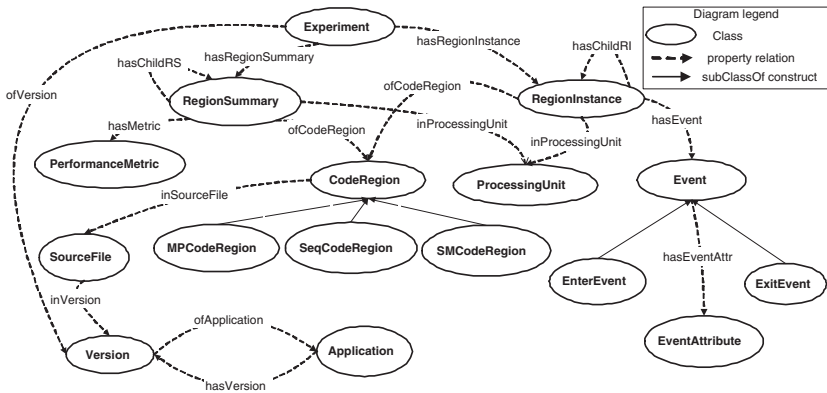 Diagram legend
Class
property relation
subClassOf construct
Experiment
hasRegionInstance
hasChildRS
hasRegionSummary
hasChildRI
ofVersion
ofCodeRegion
RegionSummary
RegionInstance
hasMetric
ofCodeRegion
inProcessingUnit
inProcessingUnit
hasEvent
PerformanceMetric
CodeRegion
ProcessingUnit
Event
inSourceFile
MPCodeRegion
SeqCodeRegion
SMCodeRegion
SourceFile
hasEventAttr
EnterEvent
ExitEvent
inVersion
ofApplication
Version
Application
EventAttribute
hasVersion